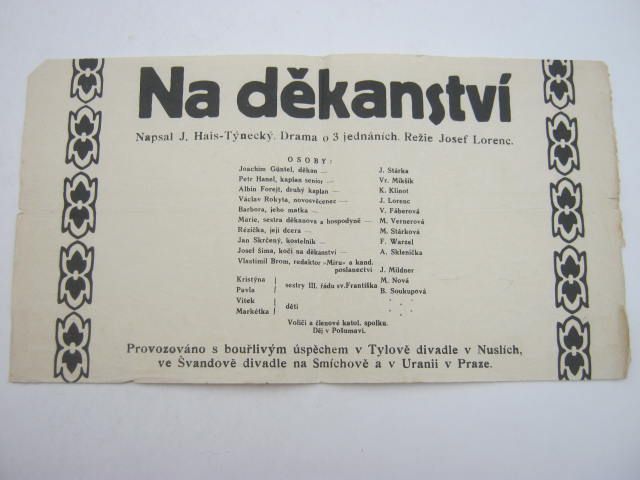 Na děkanství
Napsal J. Hais-Týnecký. Drama o 3 jednáních. Režie Josef Lorenc.
OSOBY:
Joachim Güntel, děkan — J. Stárka
Petr Hanel, kaplan senior — Vr. Mikšík
Albin Forejt, druhý kaplan — K. Klinot
Václav Rokyta, novosvěcenec — J. Lorenc
Barbora, jeho matka — V. Fáberová
Marie, sestra děkanova a hospodyně — M. Vernerová
Rézička, její dcera — M. Stárková
Jan Skrčený, kostelník — F. Warzel
Josef Šíma, kočí na děkanství — A. Sklenička
Vlastimil Brom, redaktor »Míru« a kand.
poslanectví J. Mildner
Kristýna M. Nová
sestry III. řádu sv. Františka
Pavla B. Soukupová
Vítek
děti
Markétka
Voliči a členové katol. spolku.
Děj v Pošumaví.
Provozováno s bouřlivým úspěchem v Tylově divadle v Nuslích,
ve Švandově divadle na Smíchově a v Uranii v Praze.